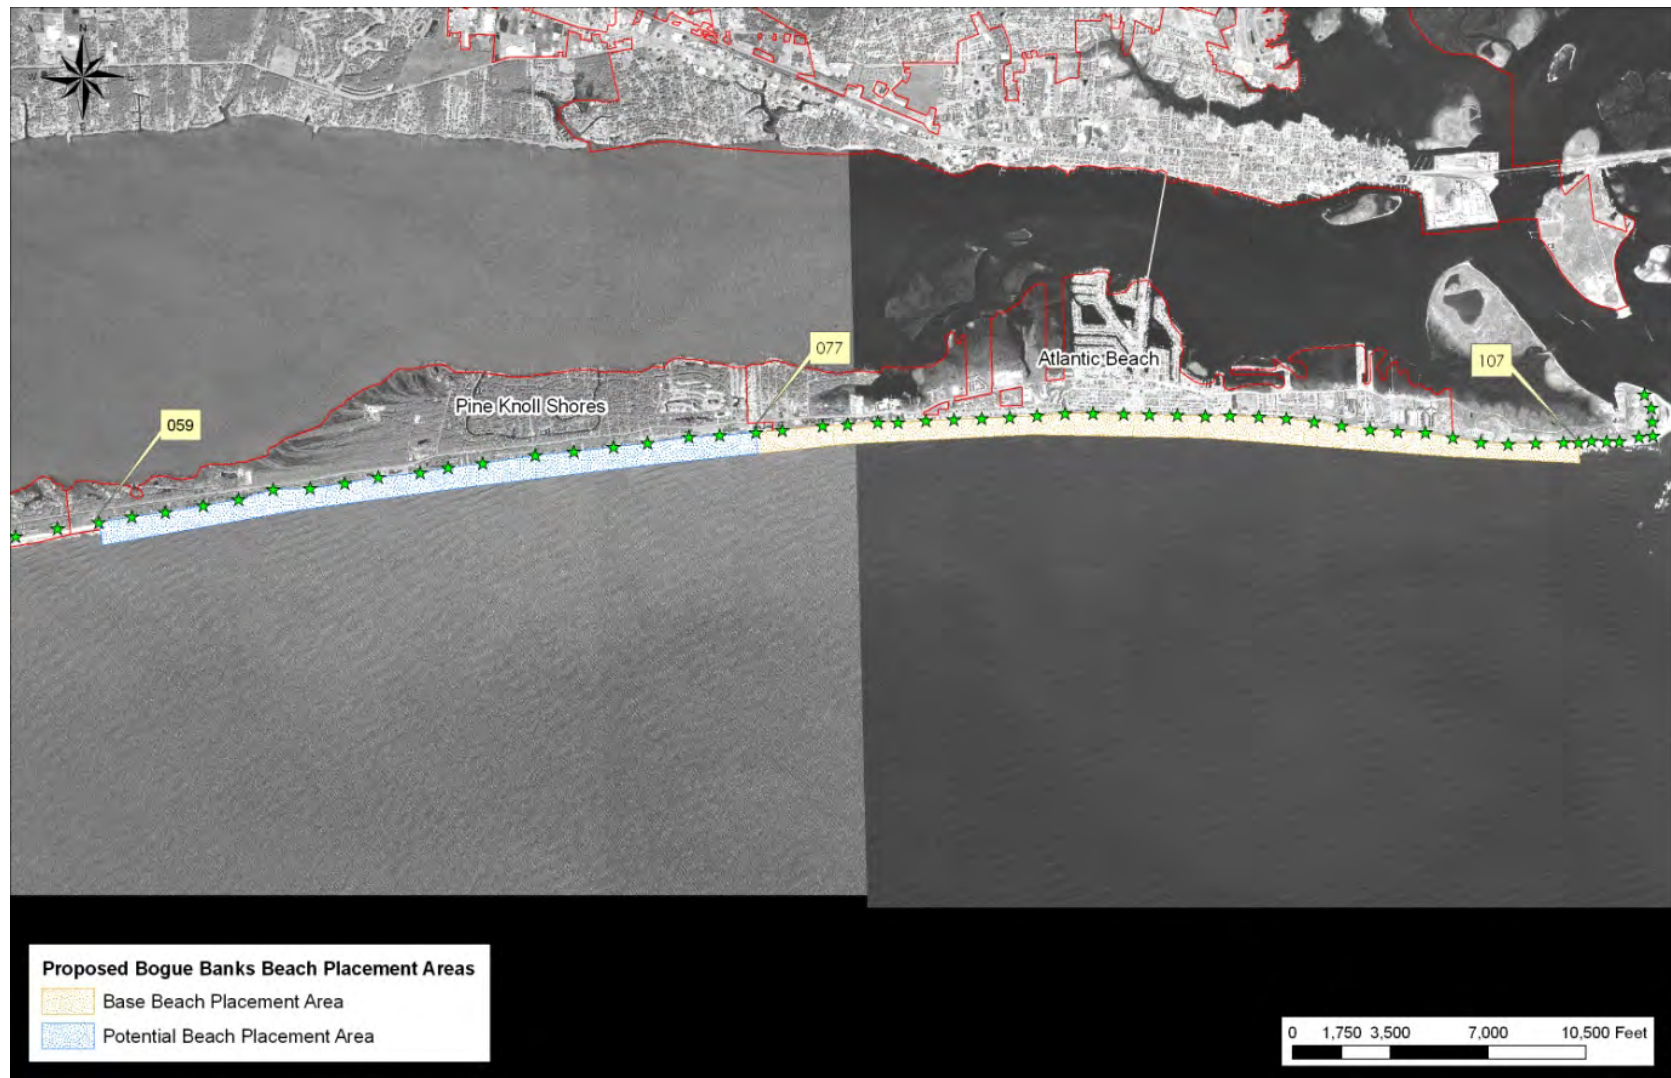 N
W
077
Atlantic Beach
107
Pine Knoll Shores
059
Proposed Bogue Banks Beach Placement Areas
Base Beach Placement Area
Potential Beach Placement Area
0 1,750 3,500 7,000 10,500 Feet